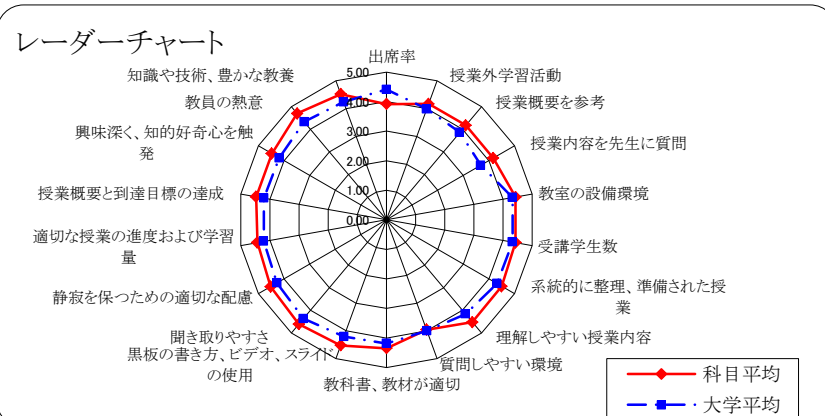 レーダーチャート
出席率
授業外学習活動
授業概要を参考
授業内容を先生に質問
教室の設備環境
受講学生数
系統的に整理、準備された授
業
理解しやすい授業内容
質問しやすい環境
教科書、教材が適切
黒板の書き方、ビデオ、スライド
の使用
聞き取りやすさ
静寂を保つための適切な配慮
適切な授業の進度および学習
量
授業概要と到達目標の達成
興味深く、知的好奇心を触
発
教員の熱意
知識や技術、豊かな教養
5.00
4.00
3.00
2.00
1.00
0.00
科目平均
大学平均